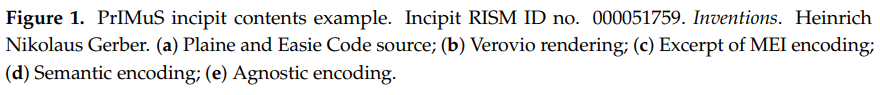 Figure 1. PrIMuS incipit contents example. Incipit RISM ID no. 000051759. Inventions. Heinrich
Nikolaus Gerber. (a) Plaine and Easie Code source; (b) Verovio rendering; (c) Excerpt of MEI encoding;
(d) Semantic encoding; (e) Agnostic encoding.